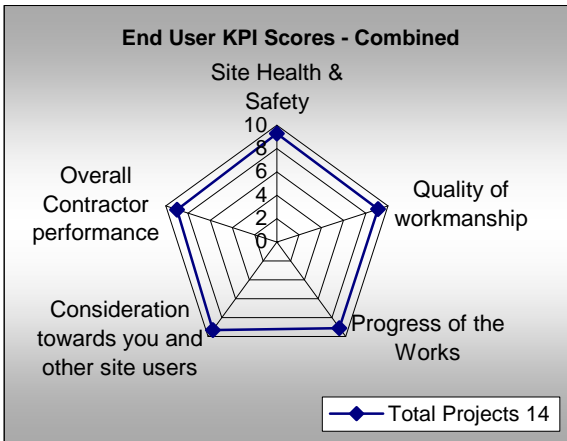 End User KPI Scores - Combined
Site Health &
Safety
10
8
6
4
2
0
Quality of
workmanship
Progress of the
Works
Consideration
towards you and
other site users
Overall
Contractor
performance
Total Projects 14